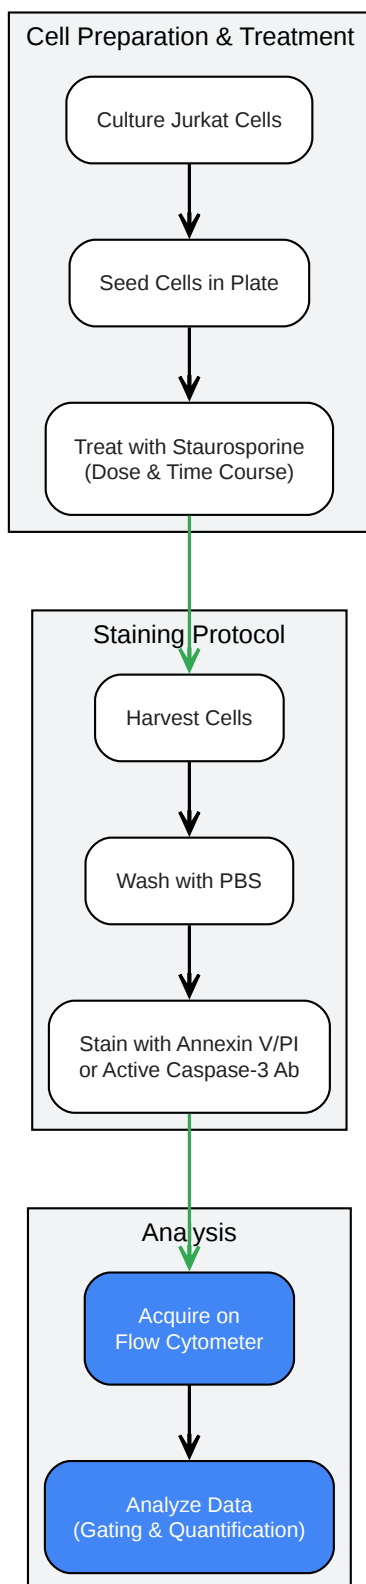 Cell Preparation & Treatment
Culture Jurkat Cells
Seed Cells in Plate
Treat with Staurosporine
(Dose & Time Course)
Staining Protocol
Harvest Cells
Wash with PBS
Stain with Annexin V/PI
or Active Caspase-3 Ab
Analysis
Acquire on
Flow Cytometer
Analyze Data
(Gating & Quantification)